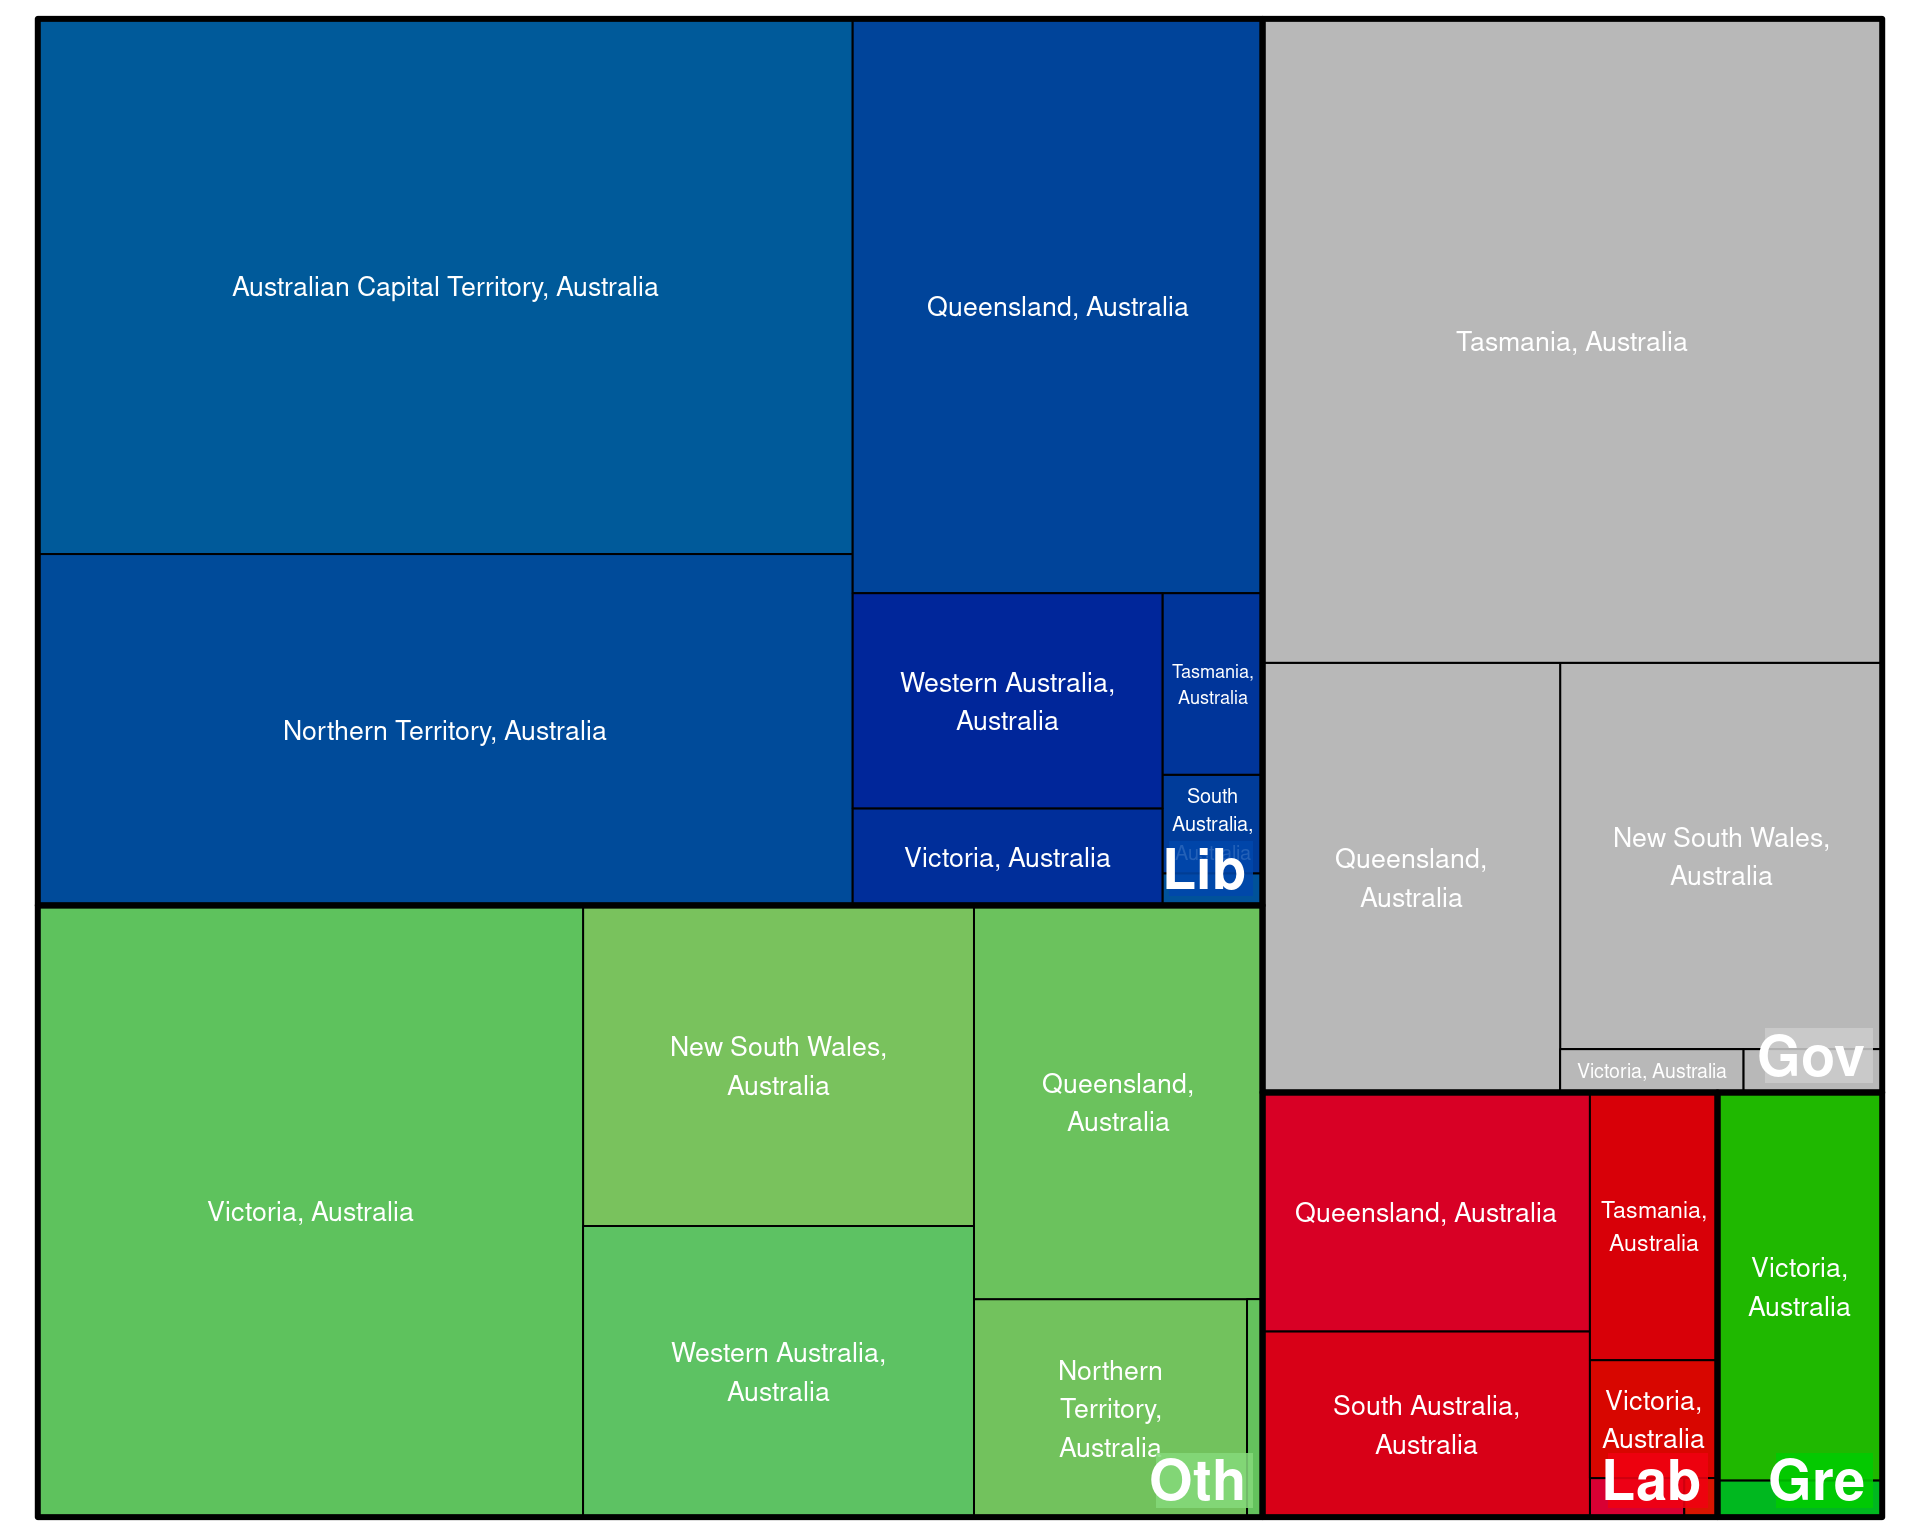 Australian Capital Territory, Australia
Northern Territory, Australia
Queensland, Australia
Western Australia,
Australia
Victoria, Australia
Tasmania,
Australia
South
Australia,
Australia
Lib
Victoria, Australia
New South Wales,
Australia
Western Australia,
Australia
Queensland,
Australia
Northern
Territory,
Australia
Oth
Tasmania, Australia
Queensland,
Australia
New South Wales,
Australia
Victoria, Australia
Gov
Queensland, Australia
South Australia,
Australia
Tasmania,
Australia
Victoria,
Australia
Lab
Victoria,
Australia
Gre